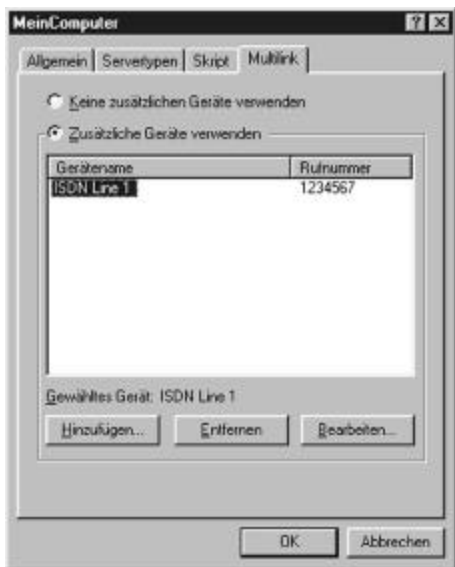 MeinComputer
Allgemein Servertypen Skript Multilink
Keine zusätzlichen Geräte verwenden
Zusätzliche Geräte verwenden
Gerätename Rufnummer
ISDN Line 1 1234567
Gewähltes Gerät: ISDN Line 1
Hinzufügen... Entfernen Bearbeiten...
OK Abbrechen